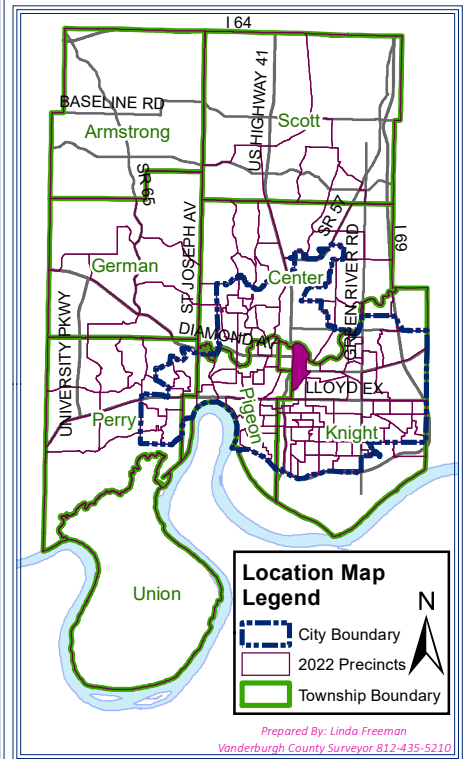 I 64
US HIGHWAY 41
BASELINE RD
Scott
Armstrong
SR 65
ST JOSEPH AV
SR 57
GREEN RIVER RD
I 69
German
Center
UNIVERSITY PKWY
DIAMOND AV
LLOYD EX
Pigeon
Perry
Knight
Union
Location Map
Legend
N
City Boundary
2022 Precincts
Township Boundary
Prepared By: Linda Freeman
Vanderburgh County Surveyor 812-435-5210